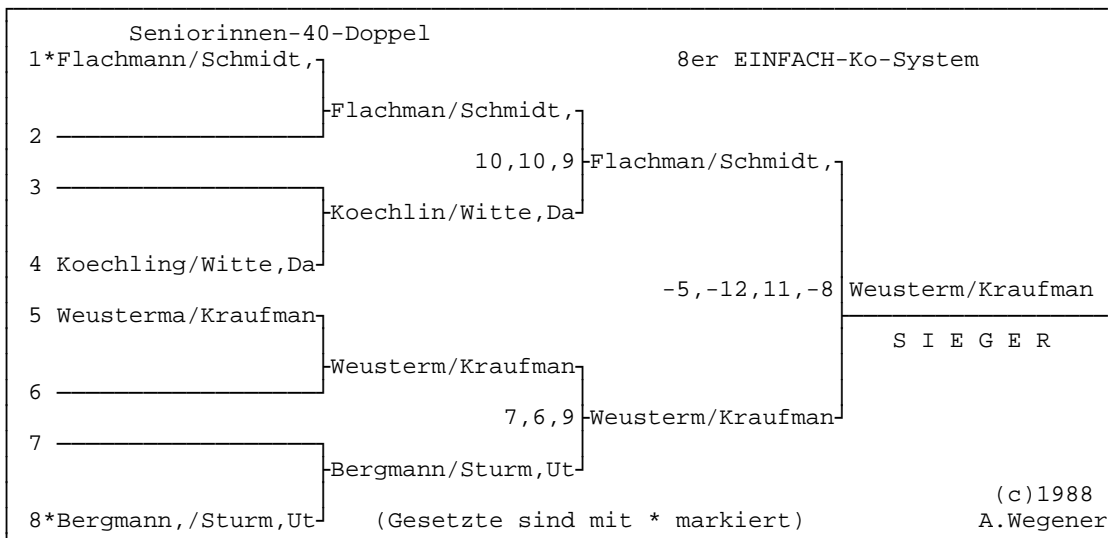 Seniorinnen-40-Doppel
1*Flachmann/Schmidt, 8er EINFACH-Ko-System
Flachman/Schmidt,
2
10,10,9 Flachman/Schmidt,
3
Koechlin/Witte,Da
4 Koechling/Witte,Da
-5,-12,11,-8 Weusterm/Kraufman
5 Weusterma/Kraufman
S I E G E R
Weusterm/Kraufman
6
7,6,9 Weusterm/Kraufman
7
Bergmann/Sturm,Ut
(c)1988
8*Bergmann,/Sturm,Ut (Gesetzte sind mit * markiert) A.Wegener